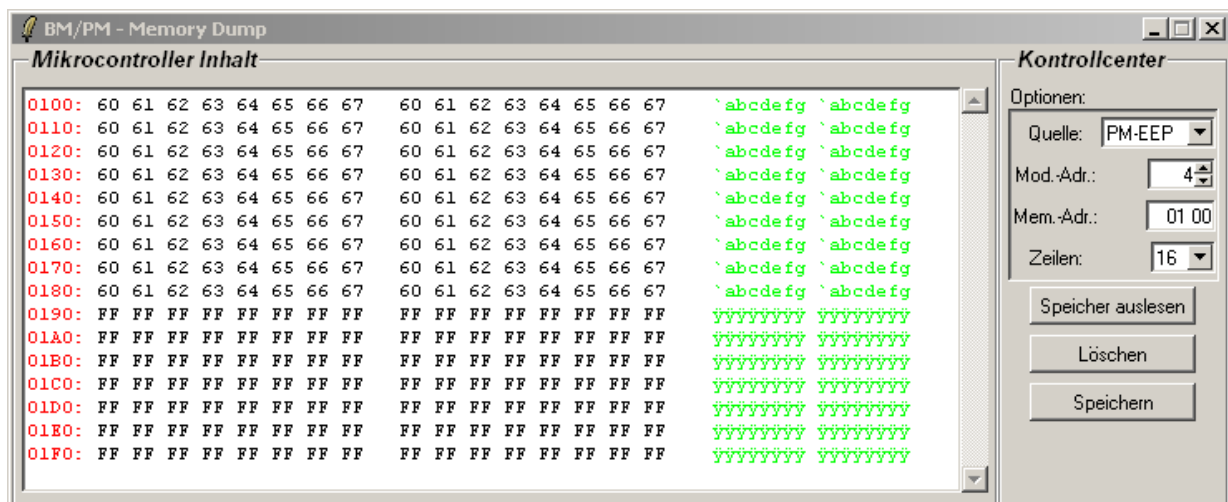 BM/PM - Memory Dump
Mikrocontroller Inhalt
0100: 60 61 62 63 64 65 66 67 60 61 62 63 64 65 66 67 `abcdefg `abcdefg
0110: 60 61 62 63 64 65 66 67 60 61 62 63 64 65 66 67 `abcdefg `abcdefg
0120: 60 61 62 63 64 65 66 67 60 61 62 63 64 65 66 67 `abcdefg `abcdefg
0130: 60 61 62 63 64 65 66 67 60 61 62 63 64 65 66 67 `abcdefg `abcdefg
0140: 60 61 62 63 64 65 66 67 60 61 62 63 64 65 66 67 `abcdefg `abcdefg
0150: 60 61 62 63 64 65 66 67 60 61 62 63 64 65 66 67 `abcdefg `abcdefg
0160: 60 61 62 63 64 65 66 67 60 61 62 63 64 65 66 67 `abcdefg `abcdefg
0170: 60 61 62 63 64 65 66 67 60 61 62 63 64 65 66 67 `abcdefg `abcdefg
0180: 60 61 62 63 64 65 66 67 60 61 62 63 64 65 66 67 `abcdefg `abcdefg
0190: FF FF FF FF FF FF FF FF FF FF FF FF FF FF FF FF ÿÿÿÿÿÿÿÿ ÿÿÿÿÿÿÿÿ
01A0: FF FF FF FF FF FF FF FF FF FF FF FF FF FF FF FF ÿÿÿÿÿÿÿÿ ÿÿÿÿÿÿÿÿ
01B0: FF FF FF FF FF FF FF FF FF FF FF FF FF FF FF FF ÿÿÿÿÿÿÿÿ ÿÿÿÿÿÿÿÿ
01C0: FF FF FF FF FF FF FF FF FF FF FF FF FF FF FF FF ÿÿÿÿÿÿÿÿ ÿÿÿÿÿÿÿÿ
01D0: FF FF FF FF FF FF FF FF FF FF FF FF FF FF FF FF ÿÿÿÿÿÿÿÿ ÿÿÿÿÿÿÿÿ
01E0: FF FF FF FF FF FF FF FF FF FF FF FF FF FF FF FF ÿÿÿÿÿÿÿÿ ÿÿÿÿÿÿÿÿ
01F0: FF FF FF FF FF FF FF FF FF FF FF FF FF FF FF FF ÿÿÿÿÿÿÿÿ ÿÿÿÿÿÿÿÿ
Kontrollcenter
Optionen:
Quelle: PM-EEP
Mod.-Adr.: 4
Mem.-Adr.: 01 00
Zeilen: 16
Speicher auslesen
Löschen
Speichern